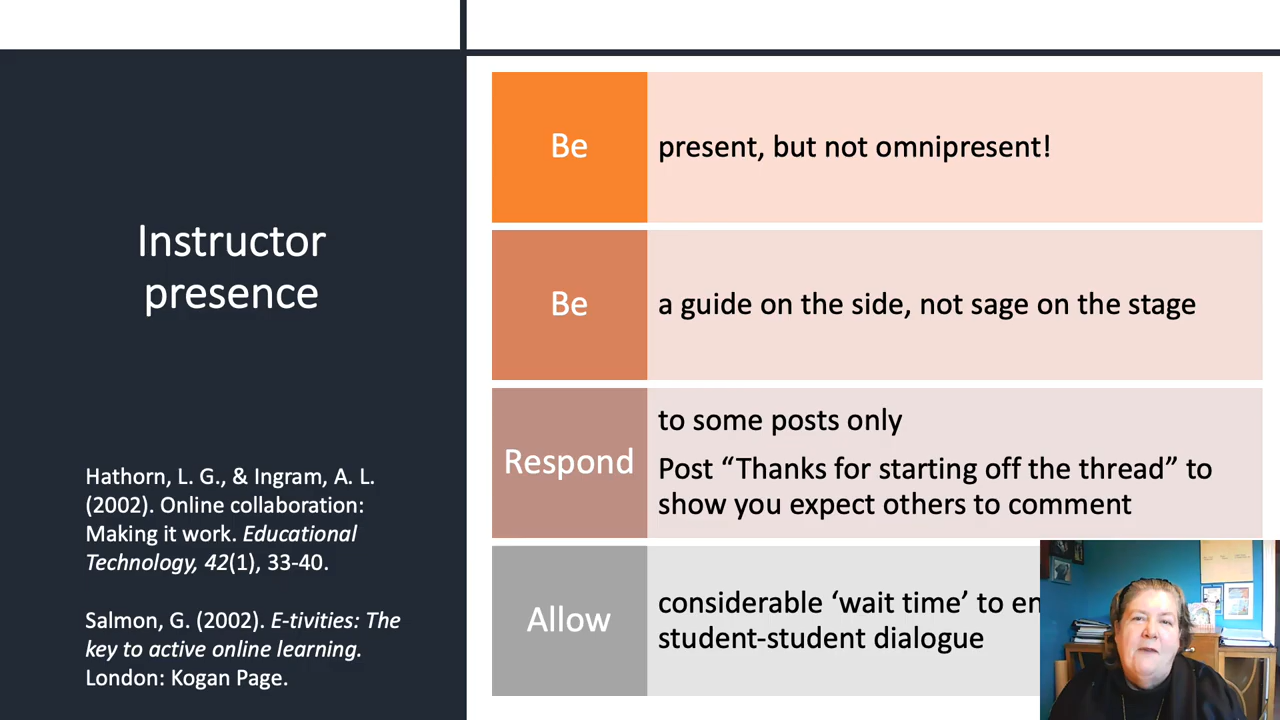 Instructor
presence
Hathorn, L. G., & Ingram, A. L.
(2002). Online collaboration:
Making it work. Educational
Technology, 42(1), 33-40.
Salmon, G. (2002). E-tivities: The
key to active online learning.
London: Kogan Page.
Be
present, but not omnipresent!
Be
a guide on the side, not sage on the stage
Respond
to some posts only
Post “Thanks for starting off the thread” to
show you expect others to comment
Allow
considerable ‘wait time’ to
student-student dialogue